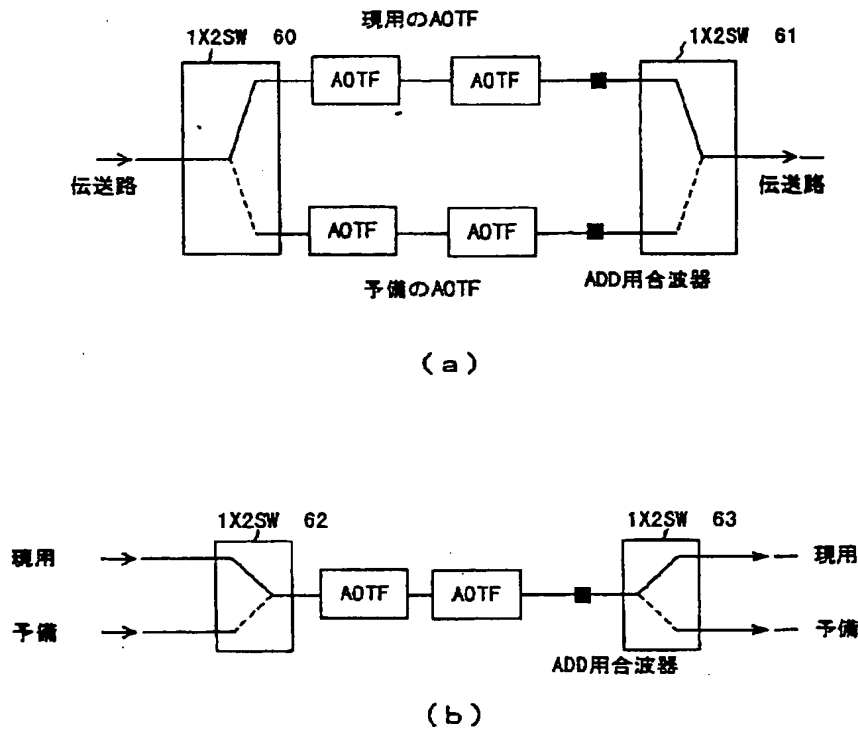 現用のAOTF
1X2SW 60
1X2SW 61
AOTF
AOTF
伝送路
伝送路
AOTF
AOTF
ADD用合波器
予備のAOTF
(a)
1X2SW 62
1X2SW 63
現用
現用
AOTF
AOTF
予備
予備
ADD用合波器
(b)